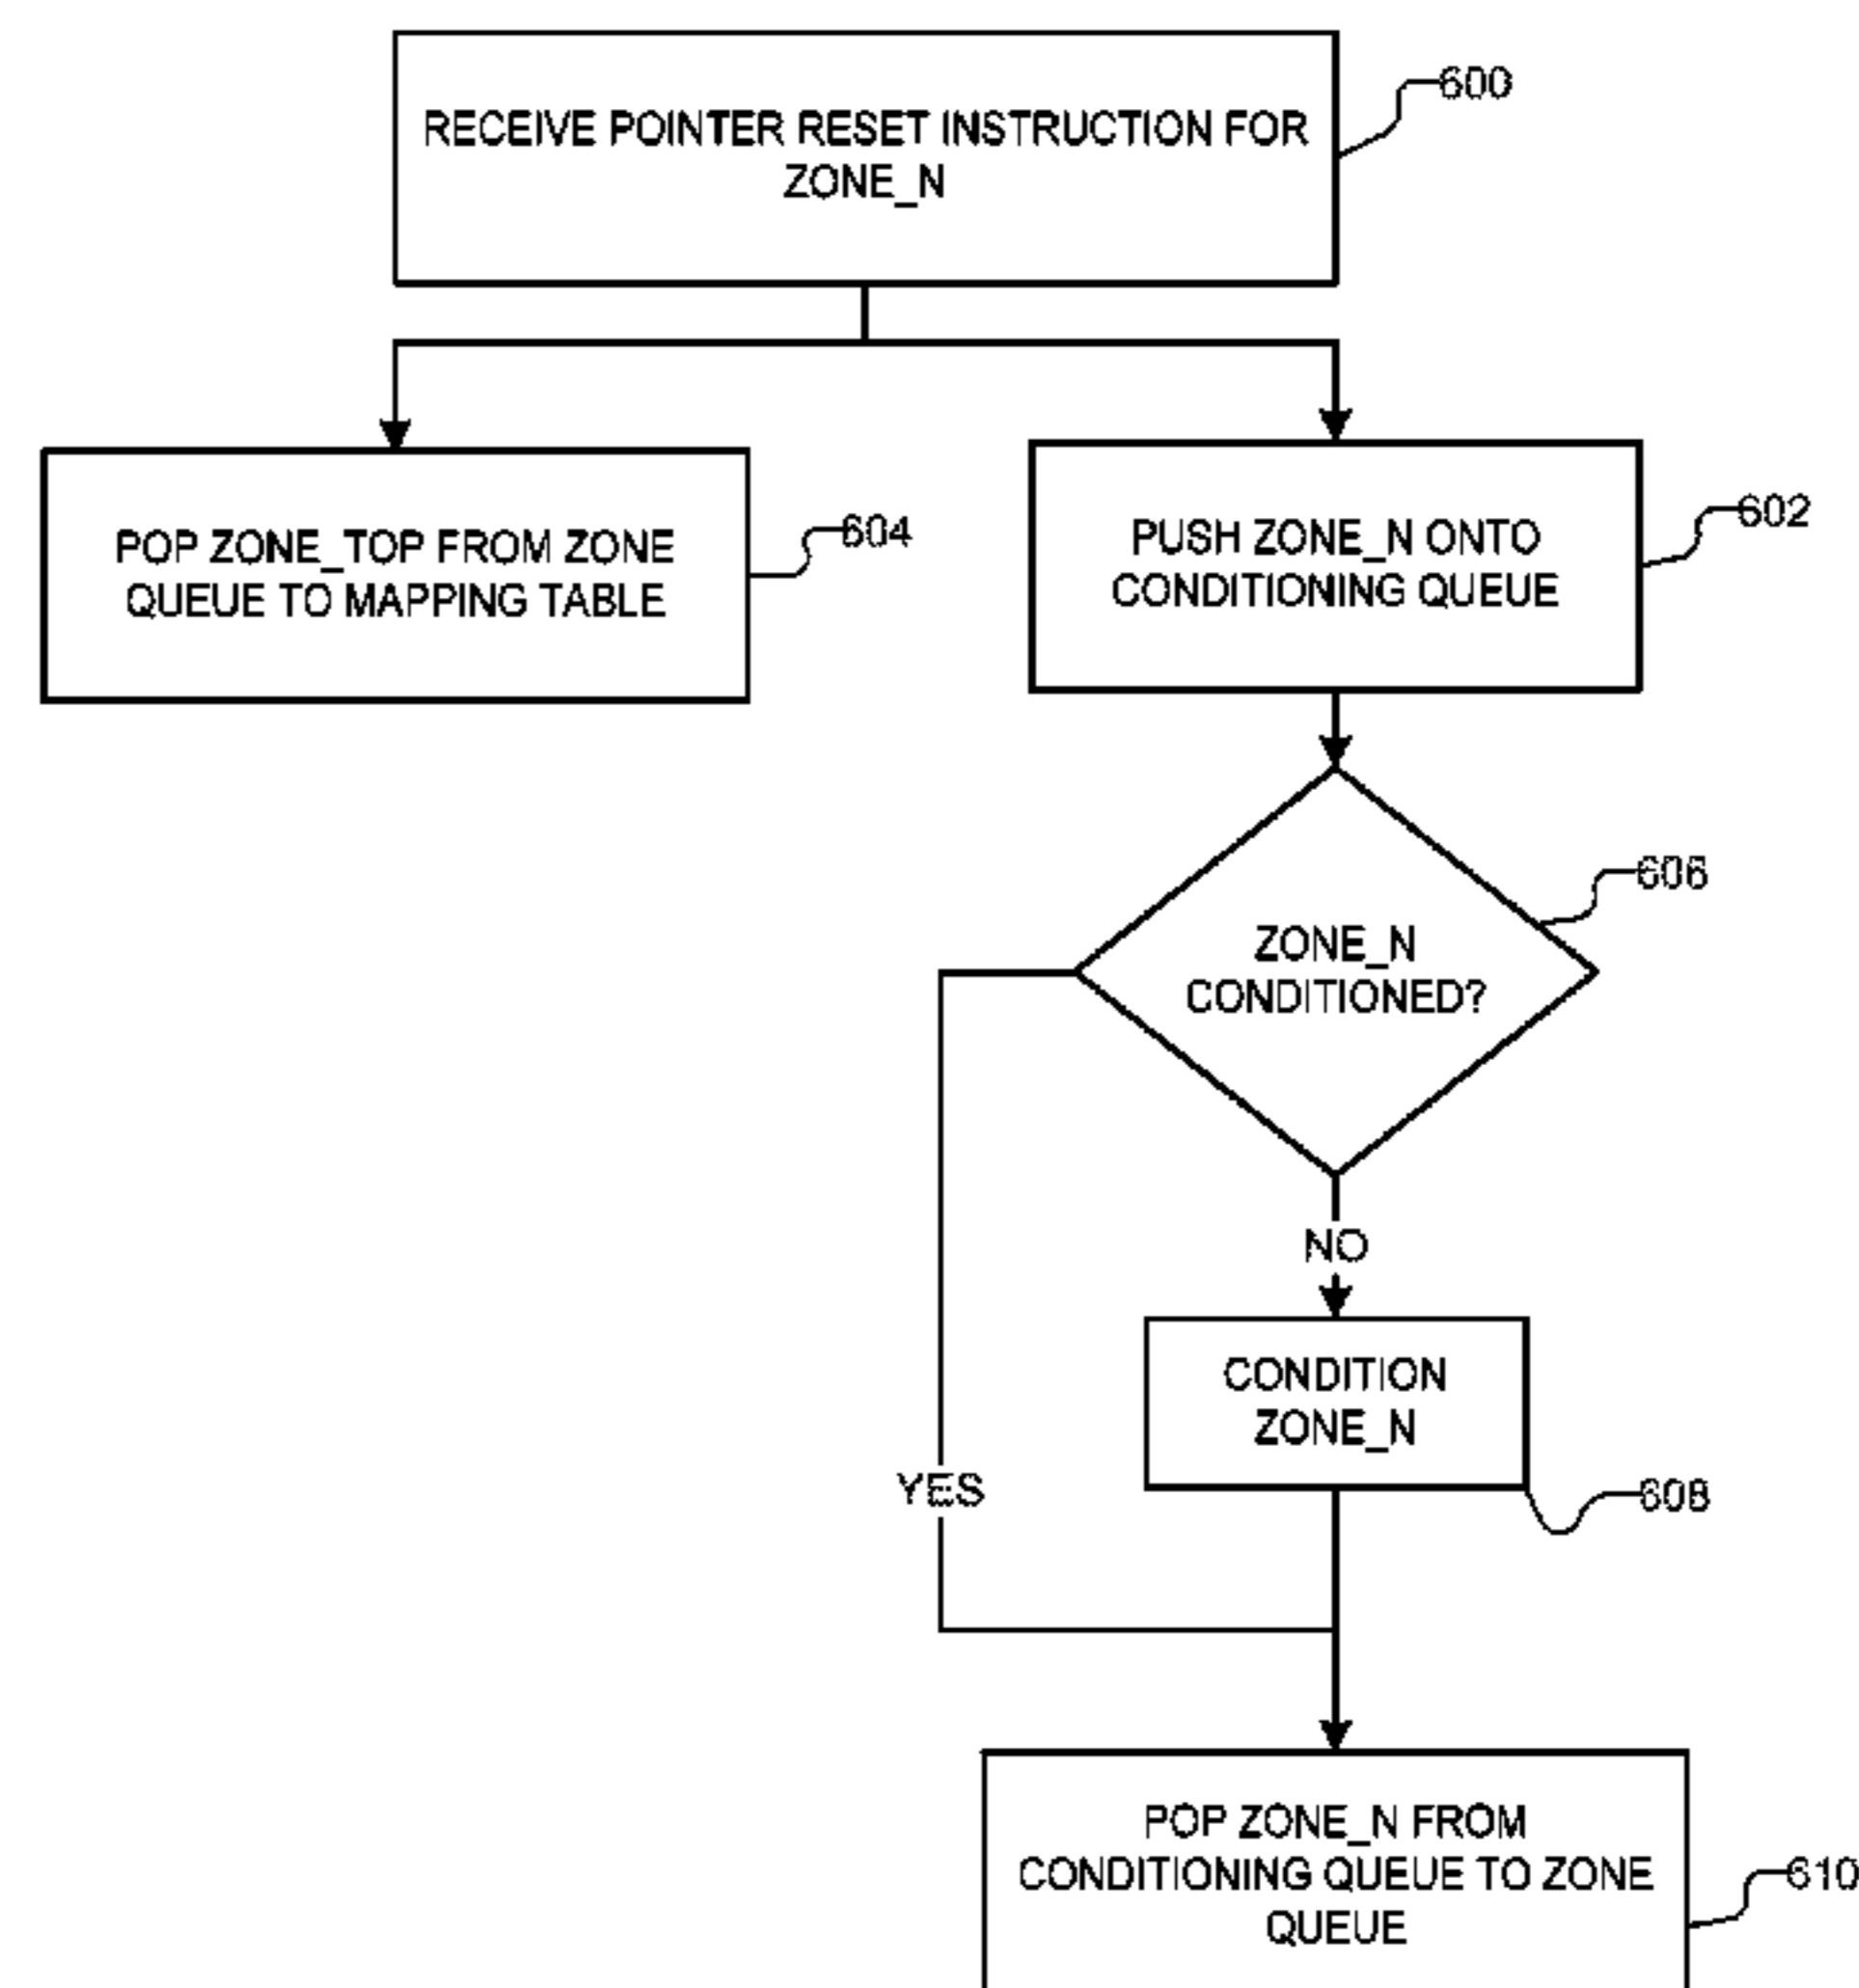 RECEIVE POINTER RESET INSTRUCTION FOR
ZONE_N
600
POP ZONE_TOP FROM ZONE
QUEUE TO MAPPING TABLE
604
PUSH ZONE_N ONTO
CONDITIONING QUEUE
602
606
ZONE_N
CONDITIONED?
NO
CONDITION
ZONE_N
YES
608
POP ZONE_N FROM
CONDITIONING QUEUE TO ZONE
QUEUE
610